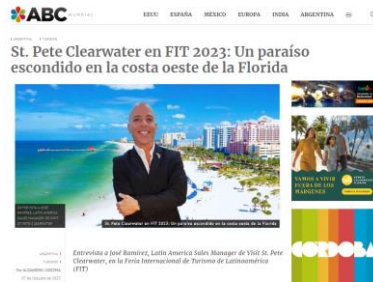 ABC MUNDIAL
EEUU ESPAÑA MÉXICO EUROPA INDIA ARGENTINA
St. Pete Clearwater en FIT 2023: Un paraíso
escondido en la costa oeste de la Florida
St. Pete Clearwater en FIT 2023: Un paraíso escondido en la costa oeste de la Florida
VAMOS A VIVIR
FUERA DE LOS
MÁRGENES
Entrevista a José Ramírez, Latin America Sales Manager de Visit St. Pete
Clearwater, en la Feria Internacional de Turismo de Latinoamérica
(FIT)
CORDOBA